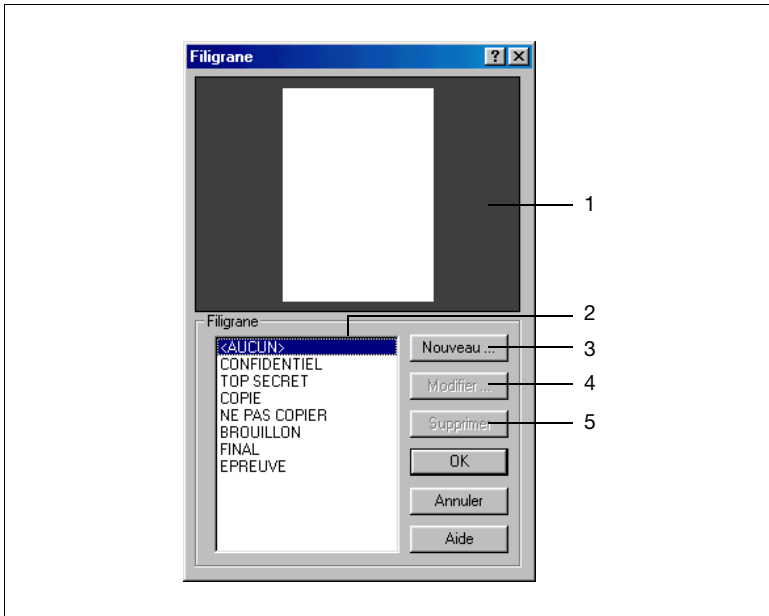 Filigrane
1
Filigrane
2
<AUCUN>
CONFIDENTIEL
TOP SECRET
COPIE
NE PAS COPIER
BROUILLON
FINAL
EPREUVE
Nouveau ...
3
Modifier ...
4
Supprimer
5
OK
Annuler
Aide